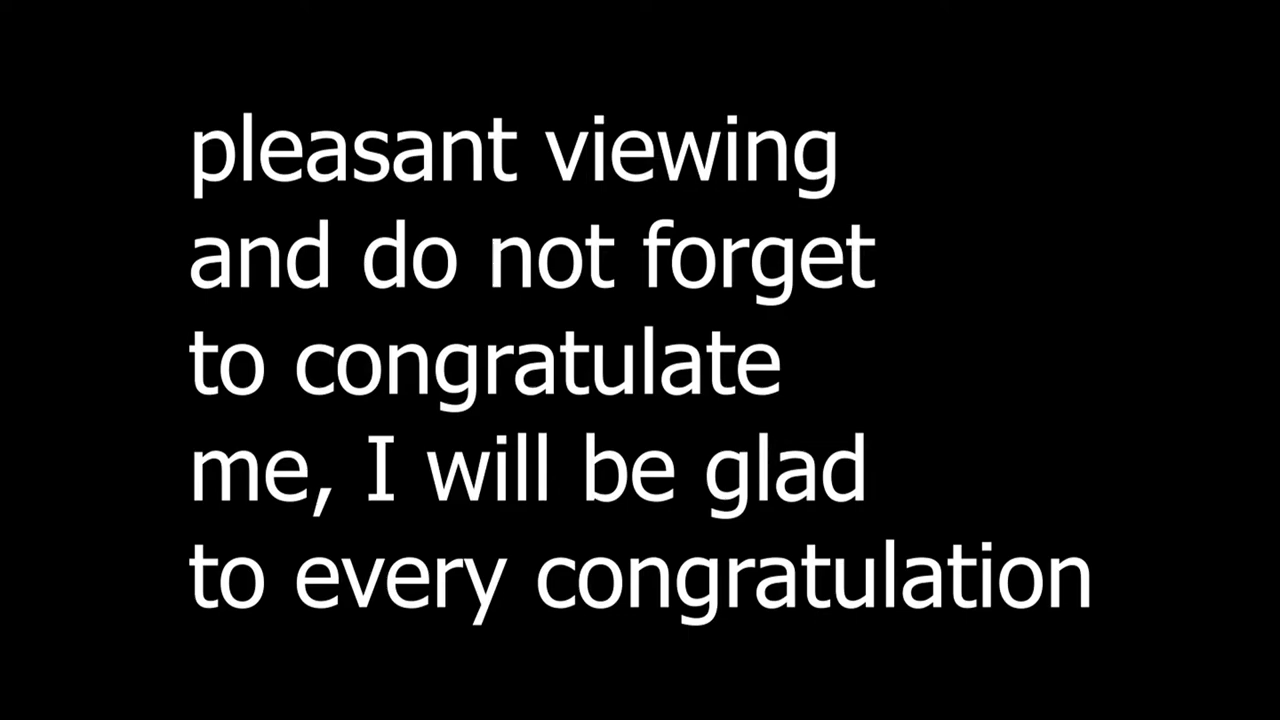 pleasant viewing
and do not forget
to congratulate
me, I will be glad
to every congratulation